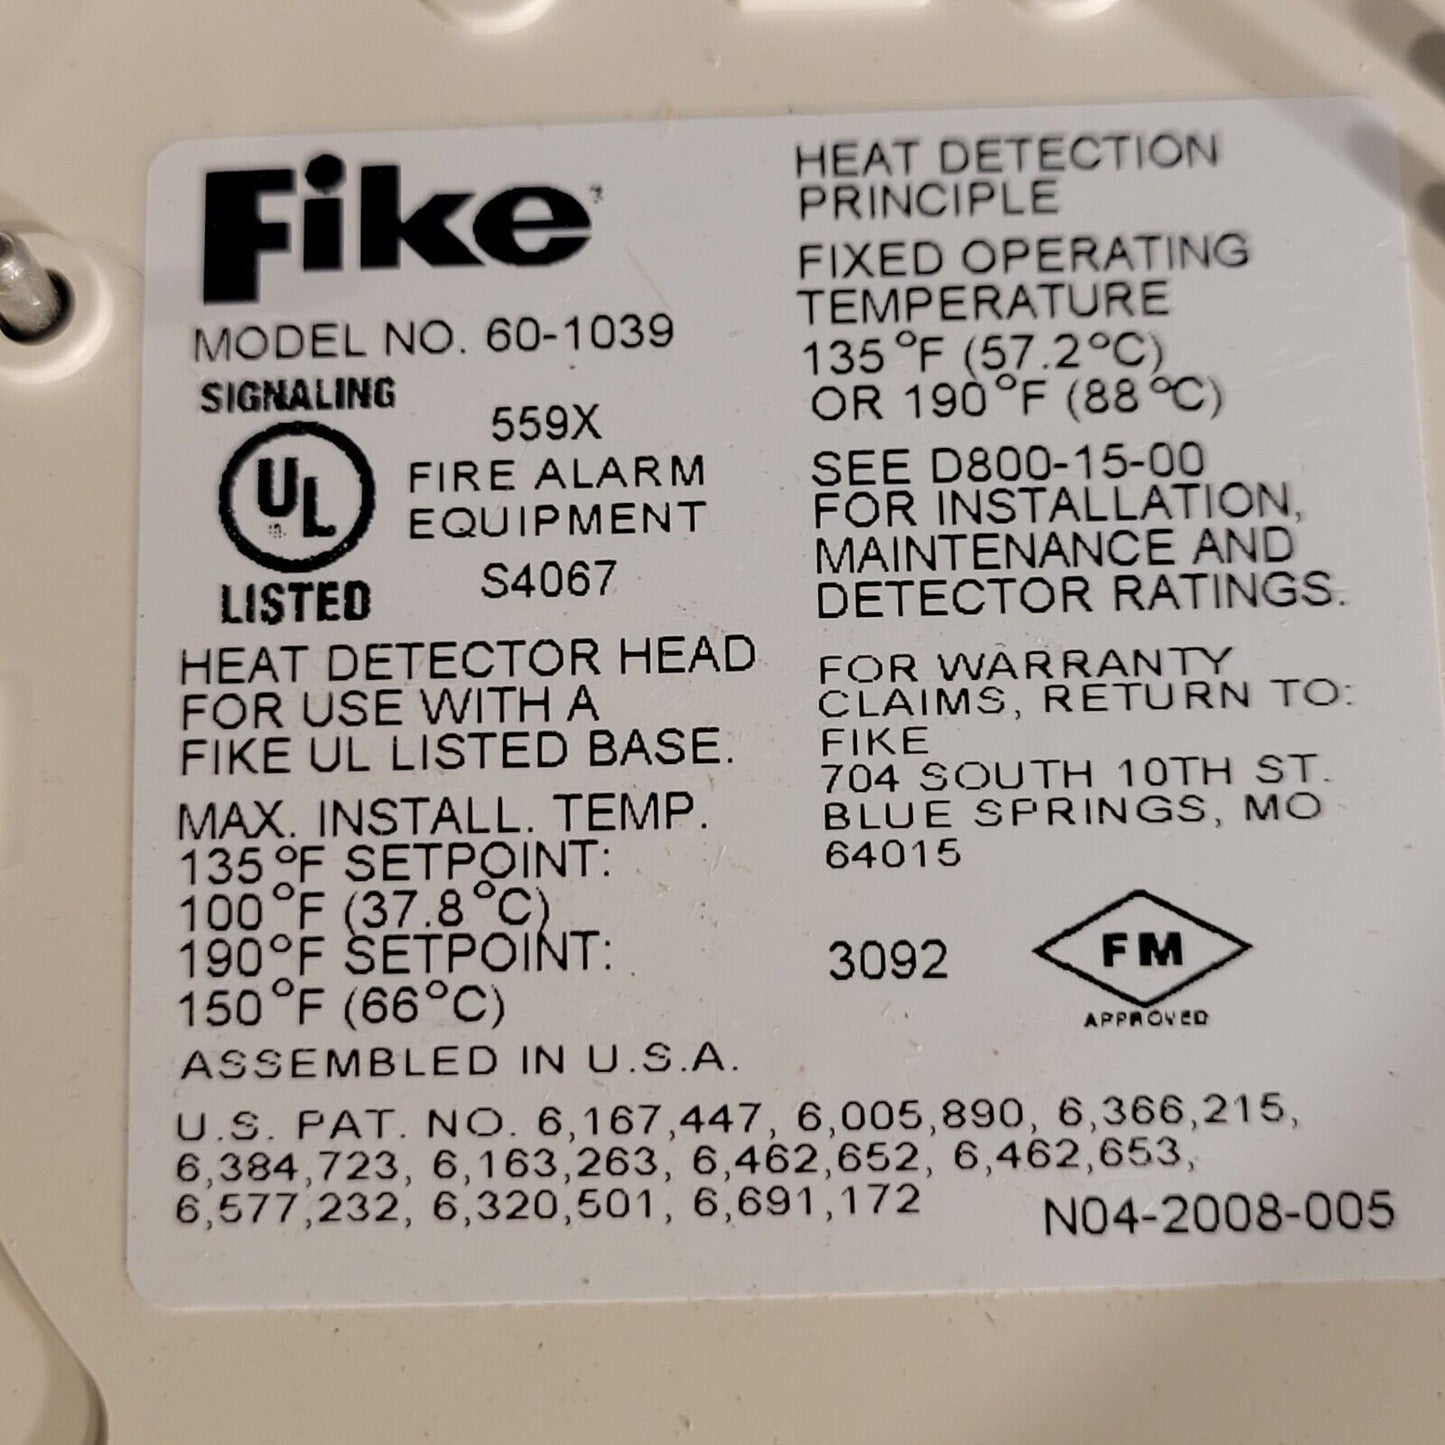 Fike
MODEL NO. 60-1039
SIGNALING
UL
LISTED
559X
FIRE ALARM
EQUIPMENT
S4067
HEAT DETECTOR HEAD
FOR USE WITH A
FIKE UL LISTED BASE.
MAX. INSTALL. TEMP.
135°F SETPOINT:
100°F (37.8°C)
190°F SETPOINT:
150°F (66°C)
ASSEMBLED IN U.S.A.
HEAT DETECTION
PRINCIPLE
FIXED OPERATING
TEMPERATURE
135°F (57.2°C)
OR 190°F (88°C)
SEE D800-15-00
FOR INSTALLATION,
MAINTENANCE AND
DETECTOR RATINGS.
FOR WARRANTY
CLAIMS, RETURN TO:
FIKE
704 SOUTH 10TH ST.
BLUE SPRINGS, MO
64015
3092
FM
APPROVED
U.S. PAT. NO. 6,167,447, 6,005,890, 6,366,215,
6,384,723, 6,163,263, 6,462,652, 6,462,653,
6,577,232, 6,320,501, 6,691,172
N04-2008-005